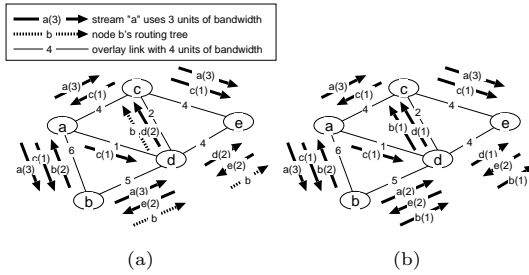 a(3) stream "a" uses 3 units of bandwidth
b node b's routing tree
4 overlay link with 4 units of bandwidth
a(3)
c(1)
a(3)
c(1)
c
4
4
2
b
d(2)
a
e
1
c(1)
6
4
d
d(2)
e(2)
b
a(3)
c(1)
b(2)
5
b
a(3)
e(2)
b
(a)
a(3)
c(1)
a(3)
c(1)
c
4
4
2
b(1)
d(1)
a
e
1
c(1)
6
4
d
d(1)
e(2)
b(1)
a(3)
c(1)
b(2)
5
b
a(3)
e(2)
b(1)
(b)